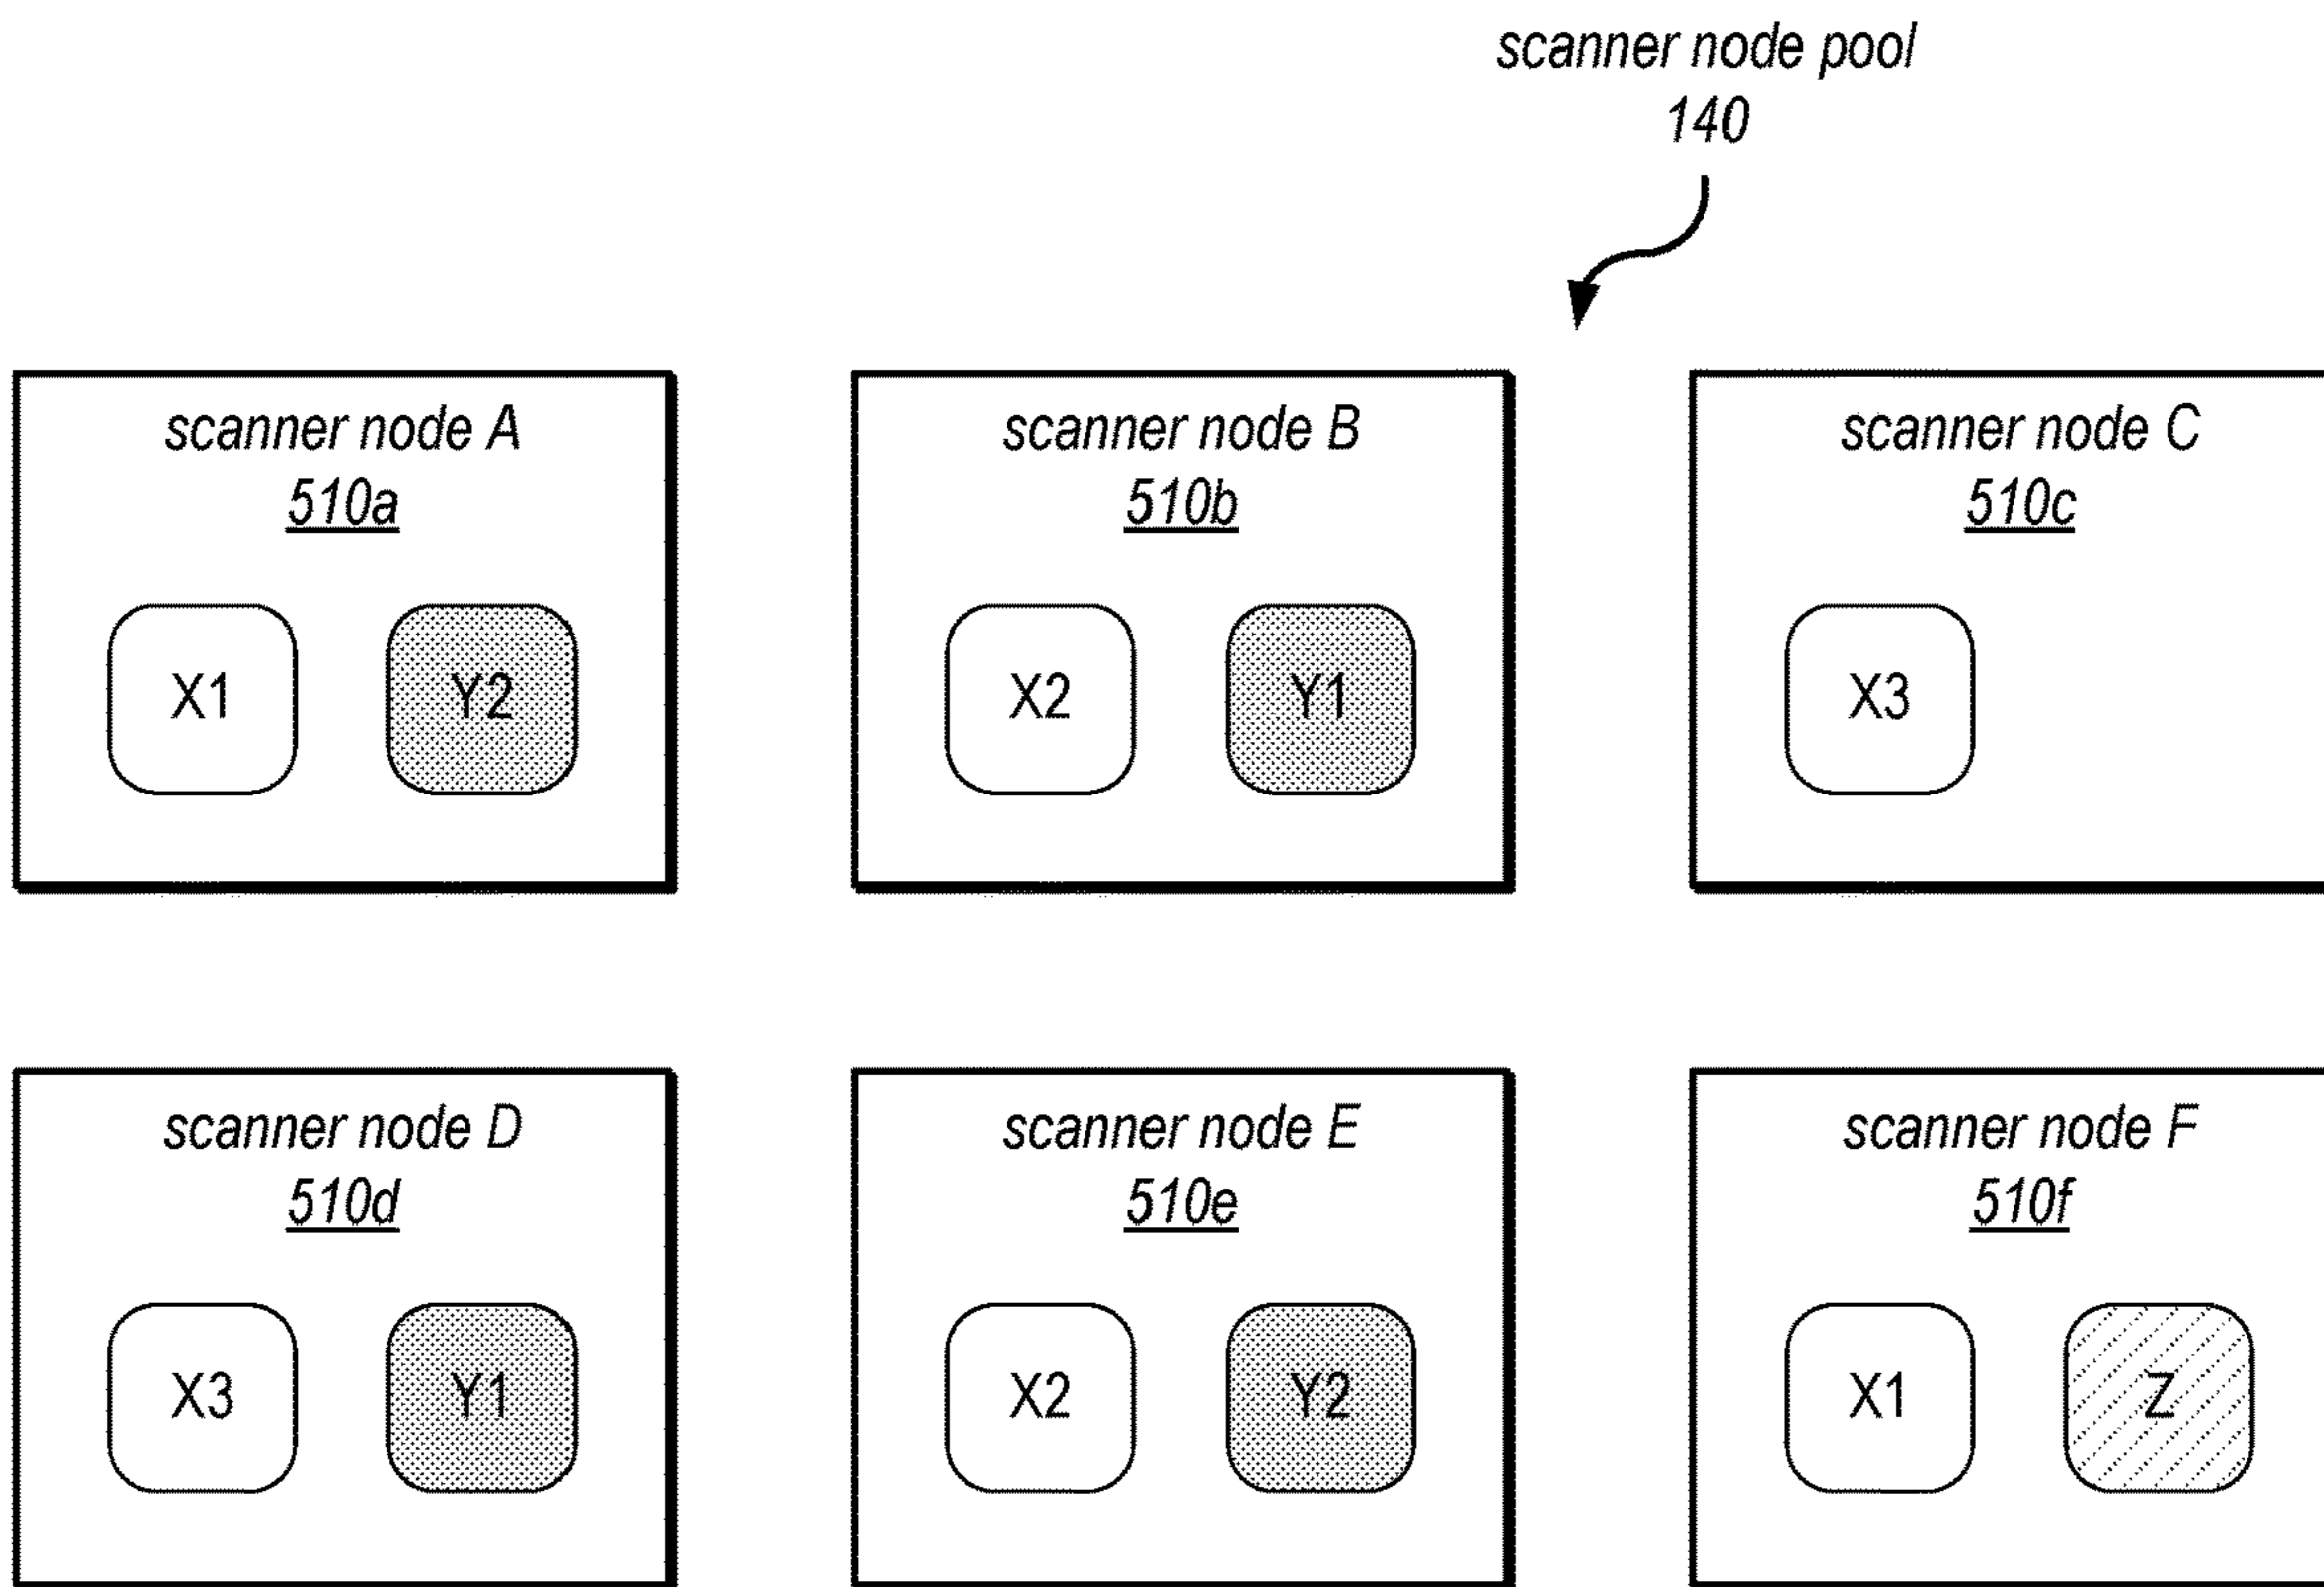 scanner node pool
140
scanner node A
510a
X1 Y2
scanner node B
510b
X2 Y1
scanner node C
510c
X3
scanner node D
510d
X3 Y1
scanner node E
510e
X2 Y2
scanner node F
510f
X1 Z